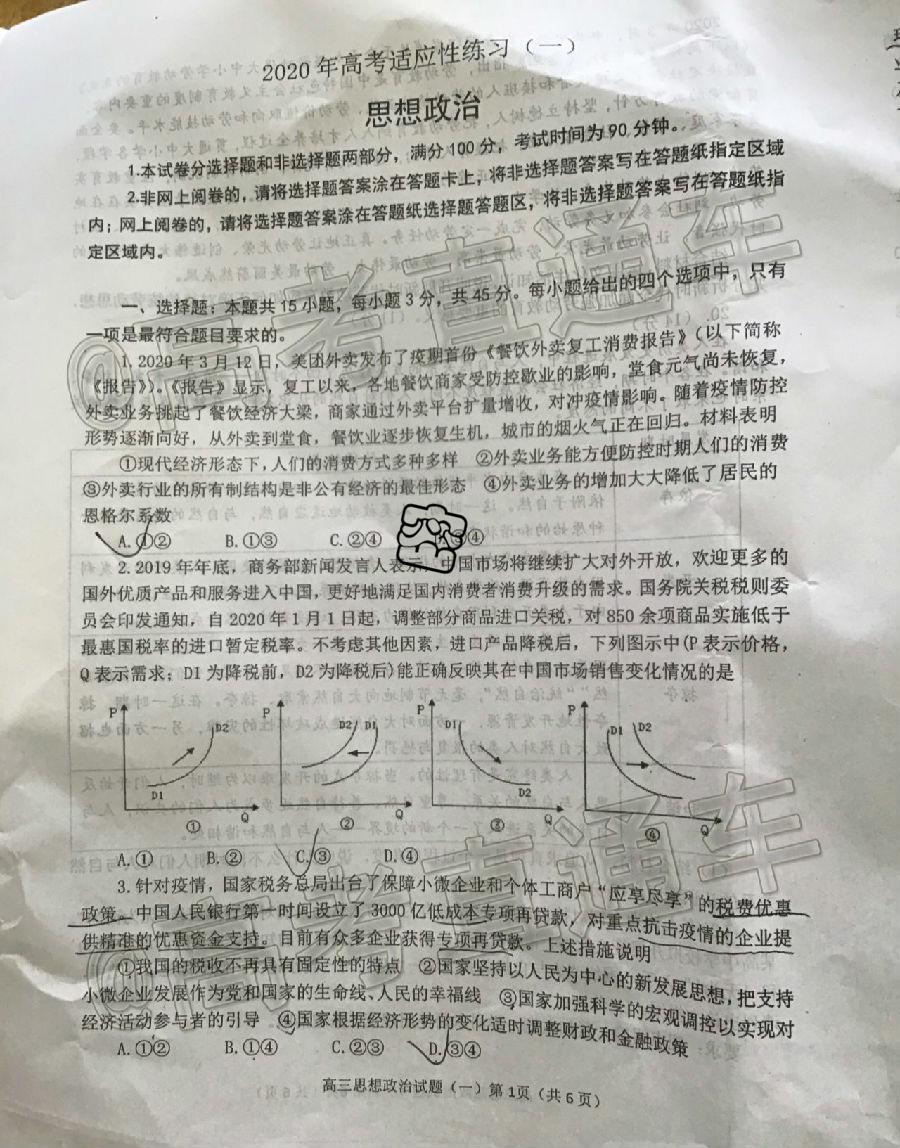 2020年高考适应性练习（一）
思想政治
1.本试卷分选择题和非选择题两部分，满分100分，考试时间为90分钟。
2.非网上阅卷的，请将选择题答案涂在答题卡上，将非选择题答案写在答题纸指定区域
内；网上阅卷的，请将选择题答案涂在答题纸选择题答题区，将非选择题答案写在答题纸指
定区域内。
一、选择题：本题共15小题，每小题3分，共45分。每小题给出的四个选项中，只有
一项是最符合题目要求的。
1.2020年3月12日，美团外卖发布了疫期首份《餐饮外卖复工消费报告》（以下简称
《报告》）。《报告》显示，复工以来，各地餐饮商家受防控歇业的影响，堂食元气尚未恢复，
外卖业务挑起了餐饮经济大梁，商家通过外卖平台扩量增收，对冲疫情影响。随着疫情防控
形势逐渐向好，从外卖到堂食，餐饮业逐步恢复生机，城市的烟火气正在回归。材料表明
①现代经济形态下，人们的消费方式多种多样 ②外卖业务能方便防控时期人们的消费
③外卖行业的所有制结构是非公有经济的最佳形态 ④外卖业务的增加大大降低了居民的
恩格尔系数
A.①② B.①③ C.②④ ④
2.2019年年底，商务部新闻发言人表示，中国市场将继续扩大对外开放，欢迎更多的
国外优质产品和服务进入中国，更好地满足国内消费者消费升级的需求。国务院关税税则委
员会印发通知，自2020年1月1日起，调整部分商品进口关税，对850余项商品实施低于
最惠国税率的进口暂定税率。不考虑其他因素，进口产品降税后，下列图示中(P表示价格，
Q表示需求；D1为降税前，D2为降税后)能正确反映其在中国市场销售变化情况的是
P D2 D1 Q ①
P D2 D1 Q ②
P D1 D2 Q ③
P D1 D2 Q ④
A.① B.② C.③ D.④
3.针对疫情，国家税务总局出台了保障小微企业和个体工商户“应享尽享”的税费优惠
政策。中国人民银行第一时间设立了3000亿低成本专项再贷款，对重点抗击疫情的企业提
供精准的优惠资金支持。目前有众多企业获得专项再贷款。上述措施说明
①我国的税收不再具有固定性的特点 ②国家坚持以人民为中心的新发展思想，把支持
小微企业发展作为党和国家的生命线、人民的幸福线 ③国家加强科学的宏观调控以实现对
经济活动参与者的引导 ④国家根据经济形势的变化适时调整财政和金融政策
A.①② B.①④ C.②③ D.③④
高三思想政治试题（一）第1页（共6页）